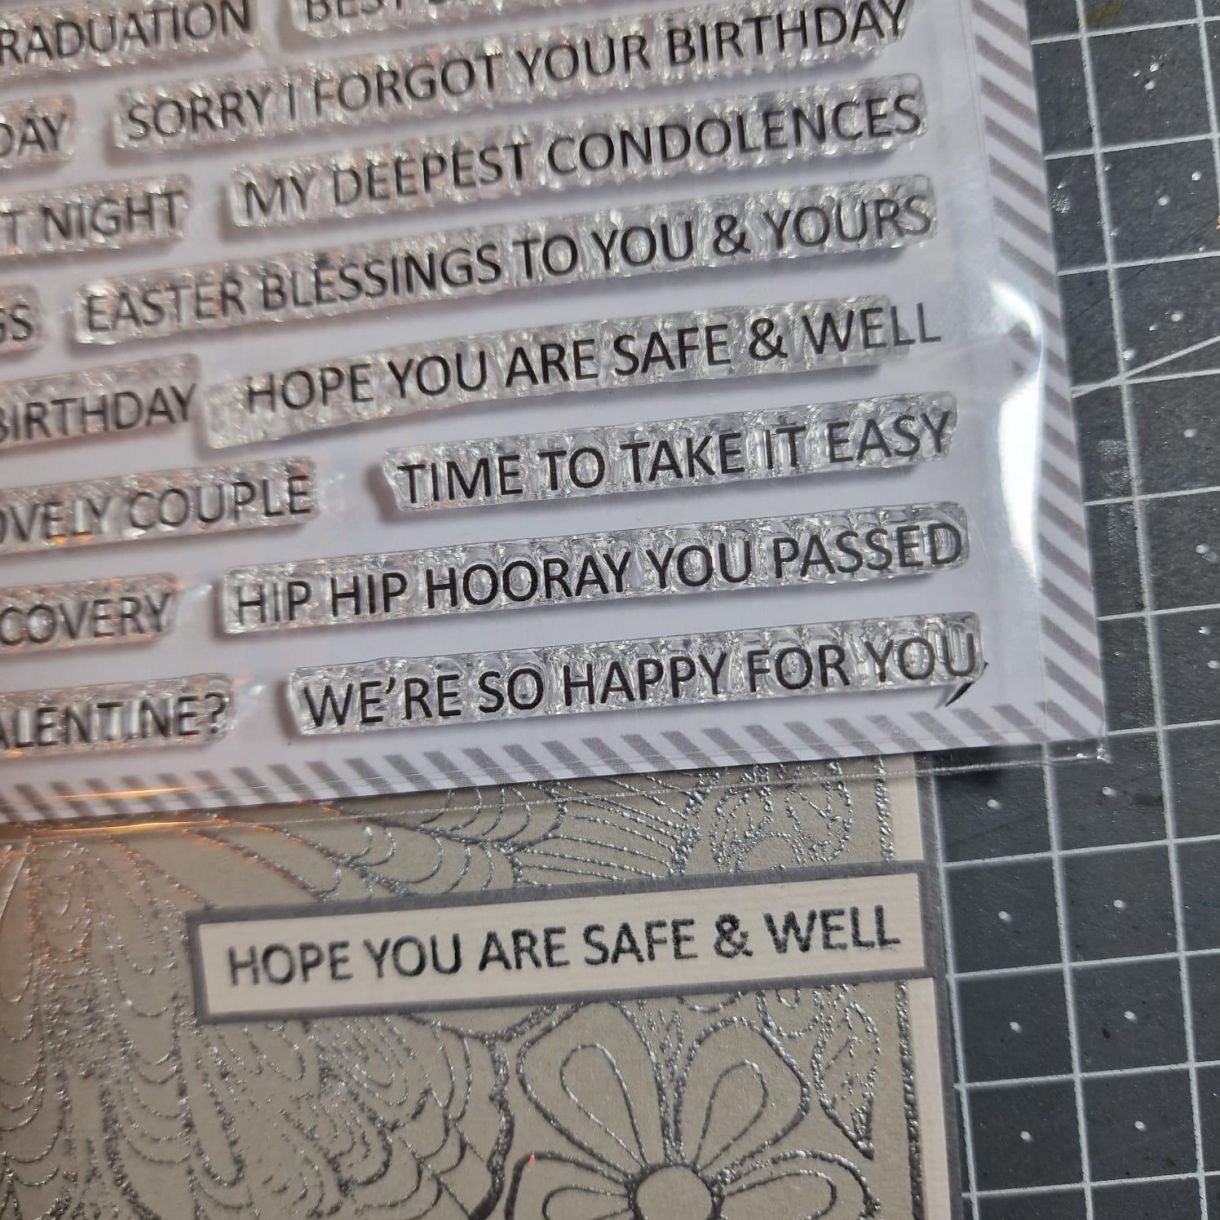 RADUATION
SORRY I FORGOT YOUR BIRTHDAY
DAY
MY DEEPEST CONDOLENCES
T NIGHT
EASTER BLESSINGS TO YOU & YOURS
GS
HOPE YOU ARE SAFE & WELL
BIRTHDAY
TIME TO TAKE IT EASY
OVELY COUPLE
HIP HIP HOORAY YOU PASSED
COVERY
WE'RE SO HAPPY FOR YOU
ALENTINE?
HOPE YOU ARE SAFE & WELL